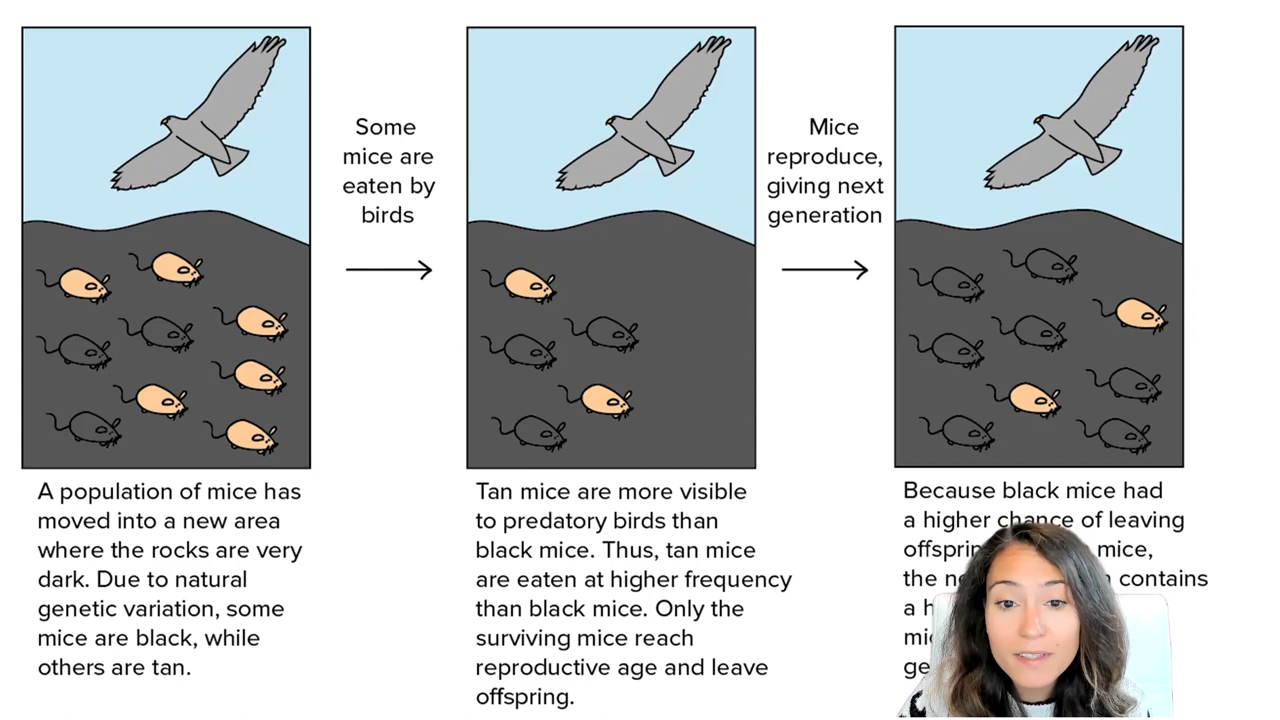 Some
mice are
eaten by
birds
Mice
reproduce,
giving next
generation
A population of mice has
moved into a new area
where the rocks are very
dark. Due to natural
genetic variation, some
mice are black, while
others are tan.
Tan mice are more visible
to predatory birds than
black mice. Thus, tan mice
are eaten at higher frequency
than black mice. Only the
surviving mice reach
reproductive age and leave
offspring.
Because black mice had
a higher chance of leaving
mice,
the contains
a